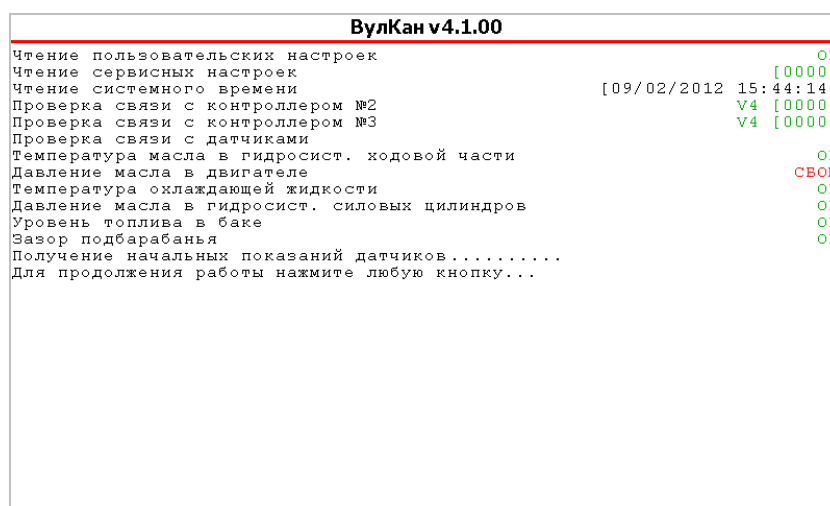 ВулКан v4.1.00
Чтение пользовательских настроек
Чтение сервисных настроек [0000
Чтение системного времени [09/02/2012 15:44:14
Проверка связи с контроллером №2 V4 [0000
Проверка связи с контроллером №3 V4 [0000
Проверка связи с датчиками
Температура масла в гидросист. ходовой части
Давление масла в двигателе
Температура охлаждающей жидкости
Давление масла в гидросист. силовых цилиндров
Уровень топлива в баке
Зазор подбарабанья
Получение начальных показаний датчиков..........
Для продолжения работы нажмите любую кнопку...